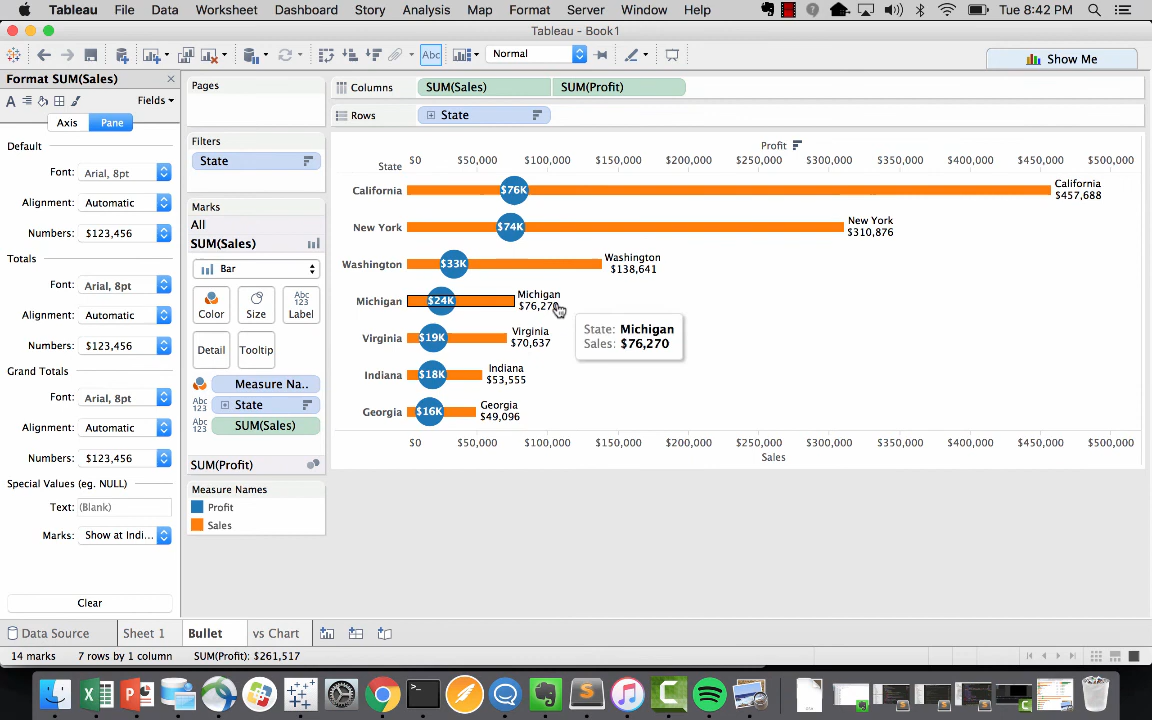 Tableau File Data Worksheet Dashboard Story Analysis Map Format Server Window Help Tue 8:42 PM
Tableau - Book1
Abc Normal Show Me
Format SUM(Sales)
Fields
Axis Pane
Default
Font: Arial, 8pt
Alignment: Automatic
Numbers: $123,456
Totals
Font: Arial, 8pt
Alignment: Automatic
Numbers: $123,456
Grand Totals
Font: Arial, 8pt
Alignment: Automatic
Numbers: $123,456
Special Values (eg. NULL)
Text: (Blank)
Marks: Show at Indi...
Clear
Pages
Filters
State
Marks
All
SUM(Sales)
Bar
Abc
123
Color Size Label
Detail Tooltip
Measure Na..
Abc
123
State
Abc
123
SUM(Sales)
SUM(Profit)
Measure Names
Profit
Sales
Columns SUM(Sales) SUM(Profit)
Rows State
Profit
State
$0 $50,000 $100,000 $150,000 $200,000 $250,000 $300,000 $350,000 $400,000 $450,000 $500,000
California $76K California
$457,688
New York $74K New York
$310,876
Washington $33K Washington
$138,641
Michigan $24K Michigan
$76,270
State: Michigan
Sales: $76,270
Virginia $19K Virginia
$70,637
Indiana $18K Indiana
$53,555
Georgia $16K Georgia
$49,096
$0 $50,000 $100,000 $150,000 $200,000 $250,000 $300,000 $350,000 $400,000 $450,000 $500,000
Sales
Data Source Sheet 1 Bullet vs Chart
14 marks 7 rows by 1 column SUM(Profit): $261,517